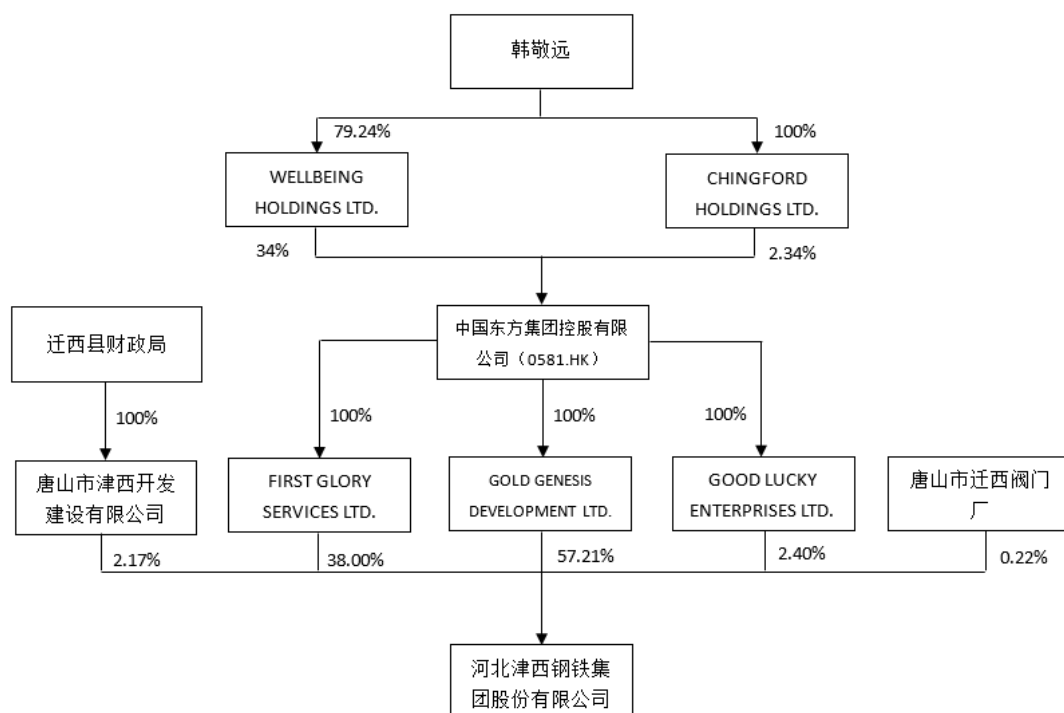 韩敬远
79.24%
100%
WELLBEING
HOLDINGS LTD.
CHINGFORD
HOLDINGS LTD.
34%
2.34%
迁西县财政局
中国东方集团控股有限
公司（0581.HK）
100%
100%
100%
100%
唐山市津西开发
建设有限公司
FIRST GLORY
SERVICES LTD.
GOLD GENESIS
DEVELOPMENT LTD.
GOOD LUCKY
ENTERPRISES LTD.
唐山市迁西阀门
厂
2.17%
38.00%
57.21%
2.40%
0.22%
河北津西钢铁集
团股份有限公司